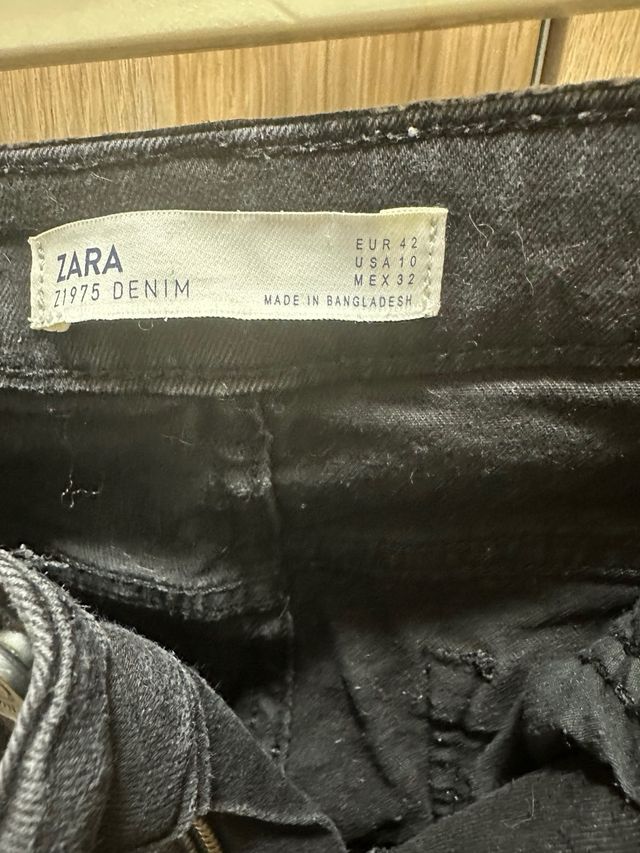 ZARA
Z1975 DENIM
EUR 42
USA 10
MEX 32
MADE IN BANGLADESH